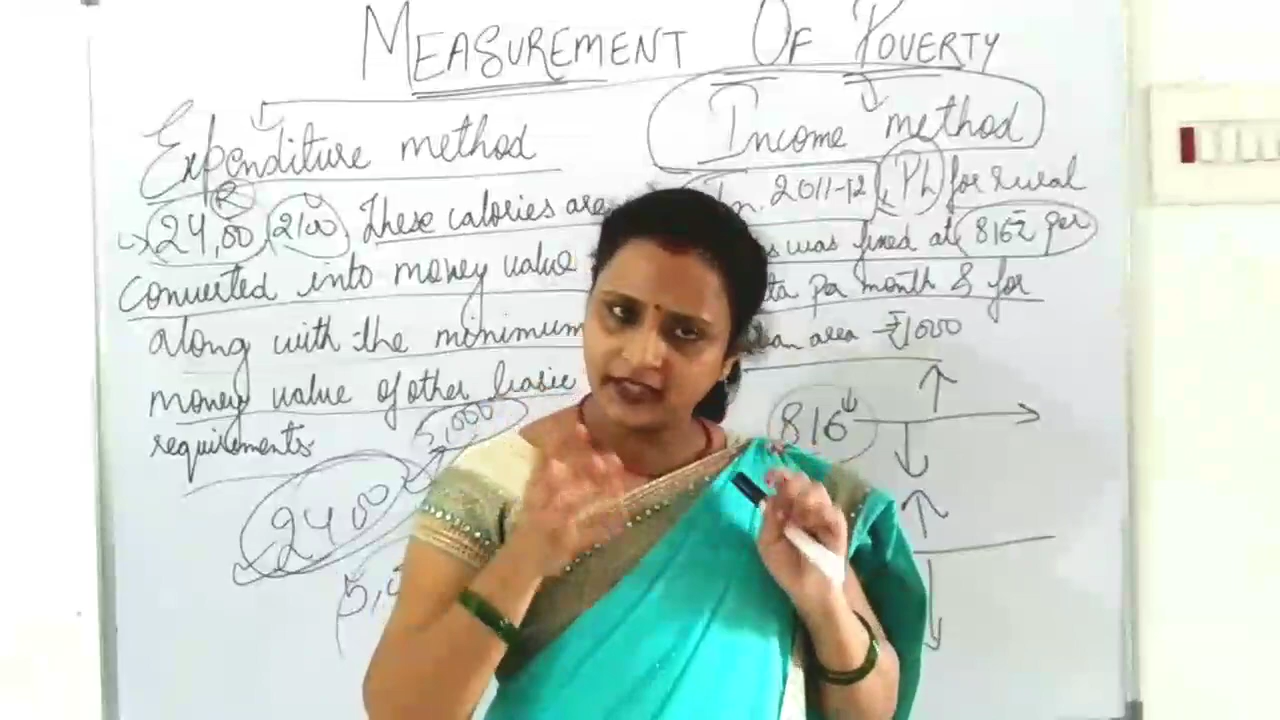 MEASUREMENT OF POVERTY
Expenditure method
R
24,00 2100 These calories are
converted into money value
along with the minimum
money value of other basic
requirements
5,000
2400
Income method
In 2011-12, PL for rural
was fixed at 816₹ per
per month & for
area - ₹1000
816